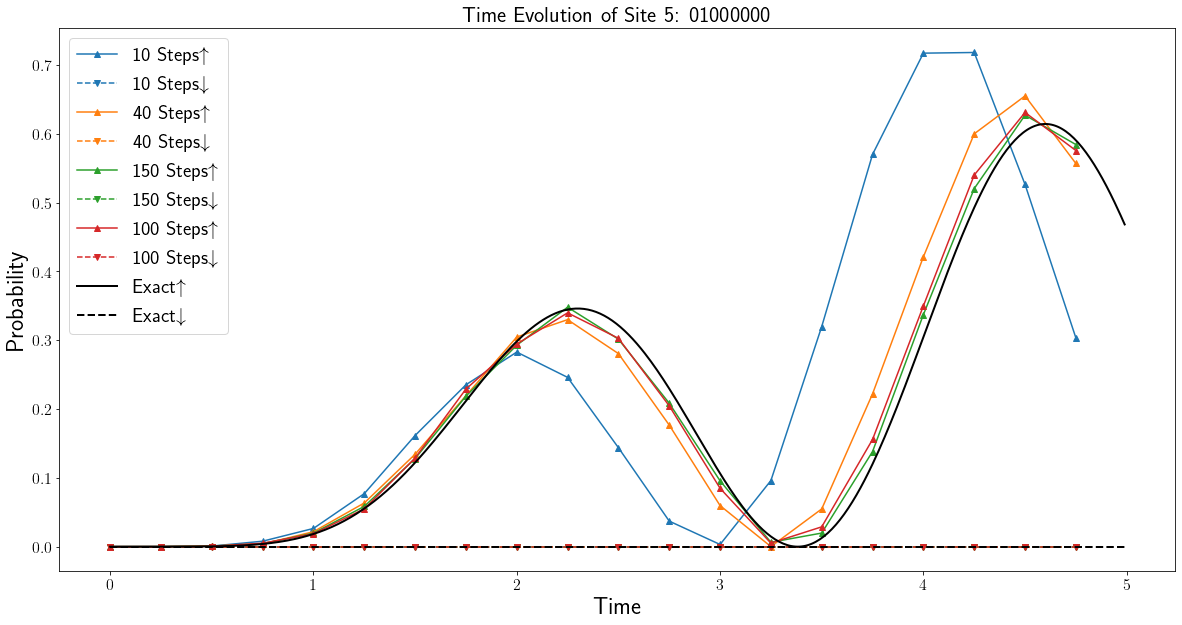 Time Evolution of Site 5: 01000000
10 Steps↑
10 Steps↓
40 Steps↑
40 Steps↓
150 Steps↑
150 Steps↓
100 Steps↑
100 Steps↓
Exact↑
Exact↓
Probability
0.7
0.6
0.5
0.4
0.3
0.2
0.1
0.0
0 1 2 3 4 5
Time